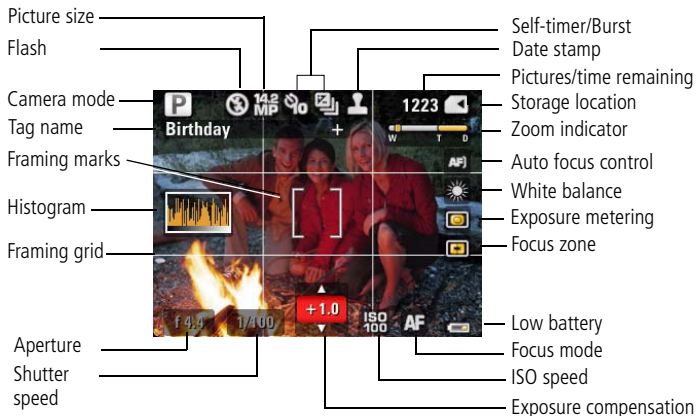 Picture size
Self-timer/Burst
Flash
Date stamp
Pictures/time remaining
Camera mode
P
14.2
MP
10
1223
Storage location
Tag name
Birthday
+
W T D
Zoom indicator
Framing marks
AF
Auto focus control
White balance
Histogram
Exposure metering
Framing grid
Focus zone
f 4.4
1/100
+1.0
ISO
100
AF
Low battery
Aperture
Focus mode
Shutter
speed
ISO speed
Exposure compensation